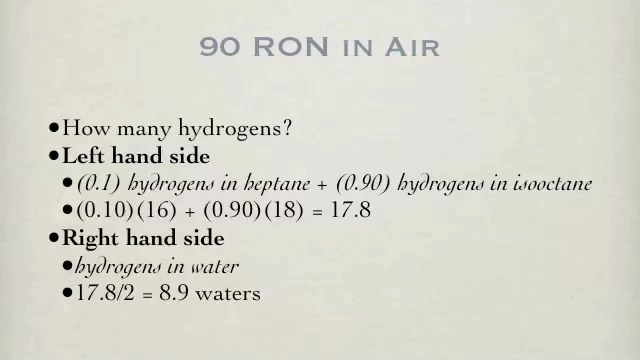 90 RON IN AIR
•How many hydrogens?
•Left hand side
•(0.1) hydrogens in heptane + (0.90) hydrogens in isooctane
•(0.10)(16) + (0.90)(18) = 17.8
•Right hand side
•hydrogens in water
•17.8/2 = 8.9 waters